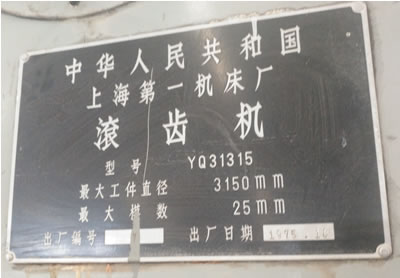 中华人民共和国
上海第一机床厂
滚齿机
型号 YQ31315
最大工件直径 3150mm
最大模数 25mm
出厂编号 出厂日期